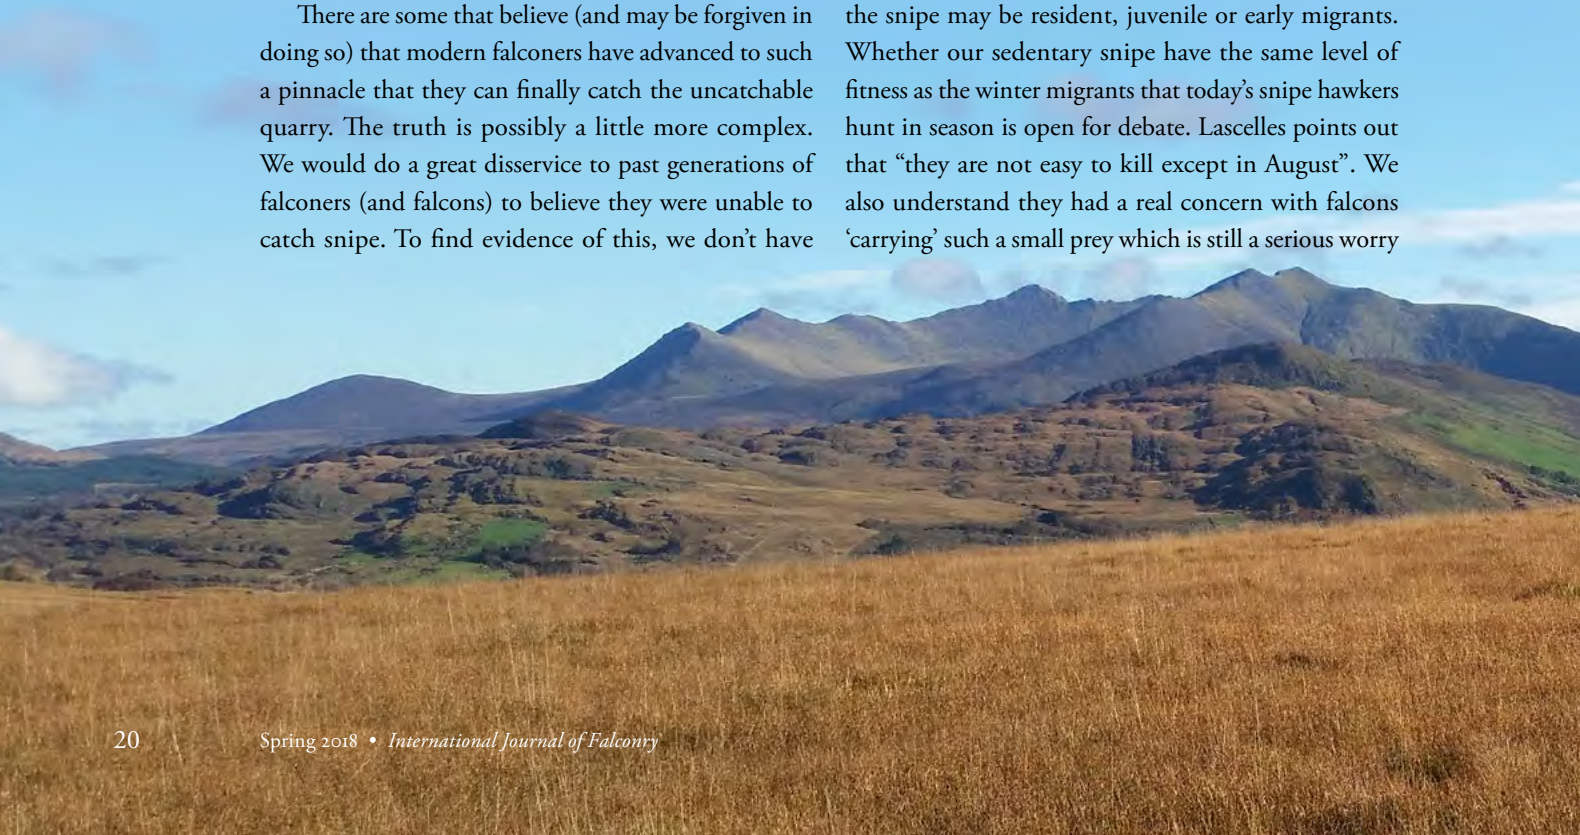 There are some that believe (and may be forgiven in
doing so) that modern falconers have advanced to such
a pinnacle that they can finally catch the uncatchable
quarry. The truth is possibly a little more complex.
We would do a great disservice to past generations of
falconers (and falcons) to believe they were unable to
catch snipe. To find evidence of this, we don’t have
the snipe may be resident, juvenile or early migrants.
Whether our sedentary snipe have the same level of
fitness as the winter migrants that today’s snipe hawkers
hunt in season is open for debate. Lascelles points out
that “they are not easy to kill except in August”. We
also understand they had a real concern with falcons
‘carrying’ such a small prey which is still a serious worry
20 Spring 2018 • International Journal of Falconry